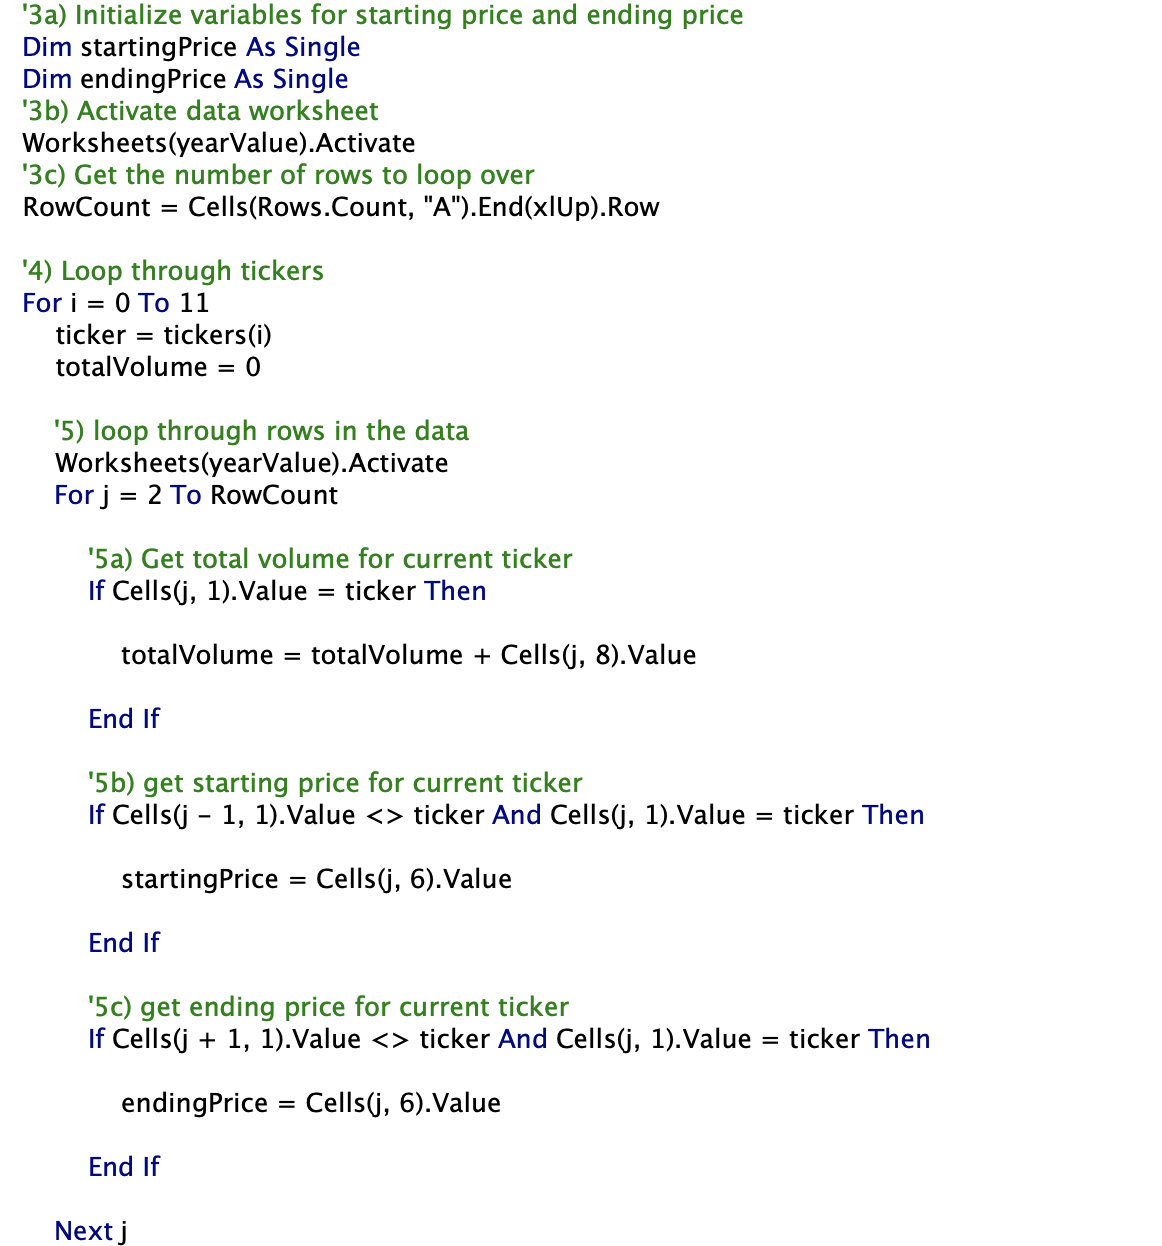 '3a) Initialize variables for starting price and ending price
Dim startingPrice As Single
Dim endingPrice As Single
'3b) Activate data worksheet
Worksheets(yearValue).Activate
'3c) Get the number of rows to loop over
RowCount = Cells(Rows.Count, "A").End(xlUp).Row
'4) Loop through tickers
For i = 0 To 11
ticker = tickers(i)
totalVolume = 0
'5) loop through rows in the data
Worksheets(yearValue).Activate
For j = 2 To RowCount
'5a) Get total volume for current ticker
If Cells(j, 1).Value = ticker Then
totalVolume = totalVolume + Cells(j, 8).Value
End If
'5b) get starting price for current ticker
If Cells(j - 1, 1).Value <> ticker And Cells(j, 1).Value = ticker Then
startingPrice = Cells(j, 6).Value
End If
'5c) get ending price for current ticker
If Cells(j + 1, 1).Value <> ticker And Cells(j, 1).Value = ticker Then
endingPrice = Cells(j, 6).Value
End If
Next j